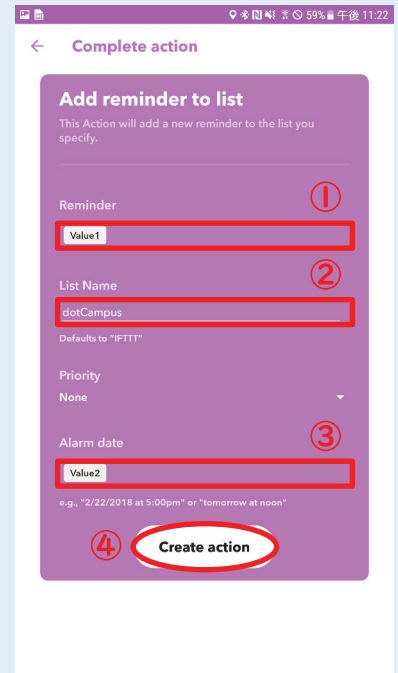 59% 午後 11:22
← Complete action
Add reminder to list
This Action will add a new reminder to the list you
specify.
Reminder
①
Value1
②
List Name
dotCampus
Defaults to "IFTTT"
Priority
None
Alarm date
③
Value2
e.g., "2/22/2018 at 5:00pm" or "tomorrow at noon"
④ Create action